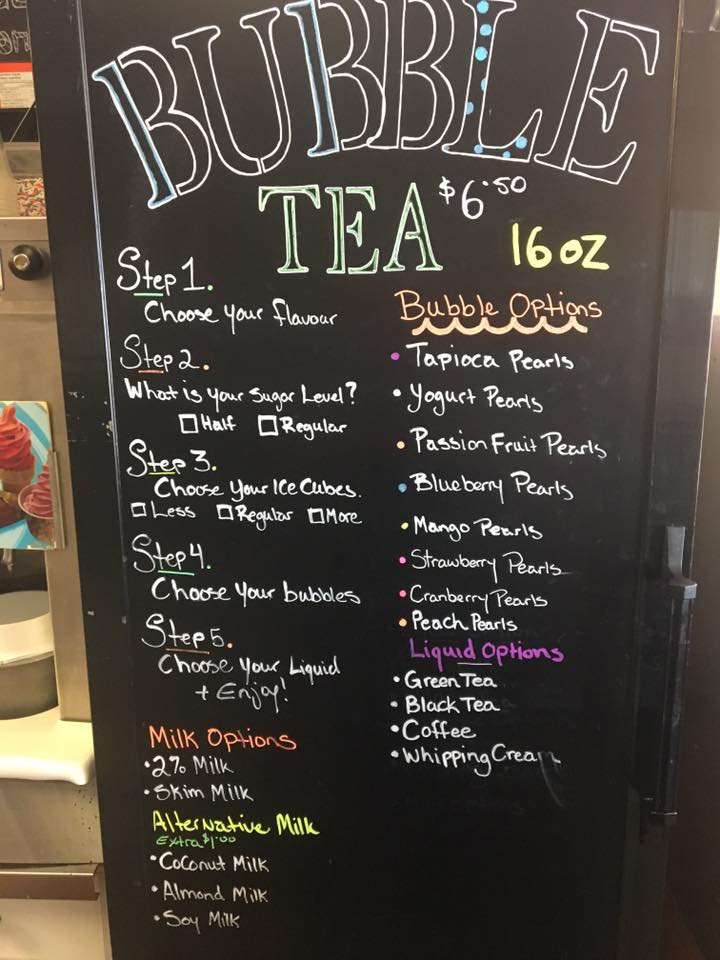 BUBBLE
TEA $6.50
16 oz
Step 1.
Choose your flavour
Step 2.
What is your Sugar Level?
Half Regular
Step 3.
Choose Your Ice Cubes.
Less Regular More
Step 4.
Choose Your bubbles
Step 5.
Choose Your Liquid
+ Enjoy!
Milk Options
•2% Milk
•Skim Milk
Alternative Milk
Extra $1.00
•Coconut Milk
•Almond Milk
•Soy Milk
Bubble Options
• Tapioca Pearls
• Yogurt Pearls
• Passion Fruit Pearls
• Blueberry Pearls
• Mango Pearls
• Strawberry Pearls
• Cranberry Pearls
• Peach Pearls
Liquid Options
• Green Tea
• Black Tea
• Coffee
• Whipping Cream